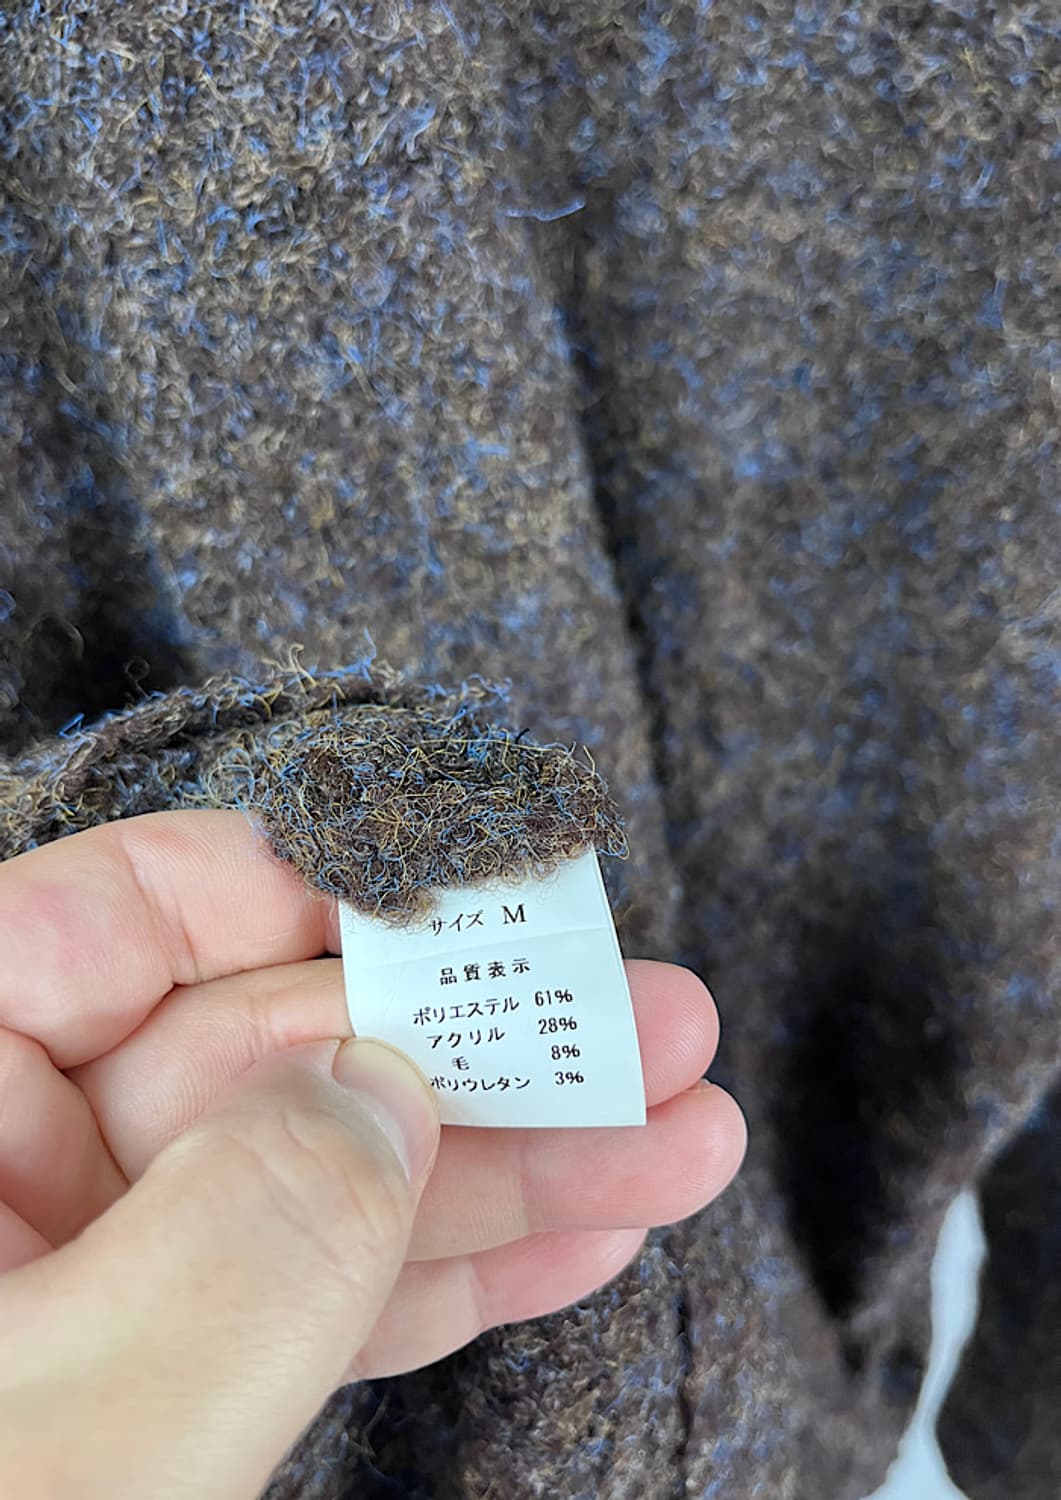 サイズ M
品質表示
ポリエステル 61%
アクリル 28%
毛 8%
ポリウレタン 3%